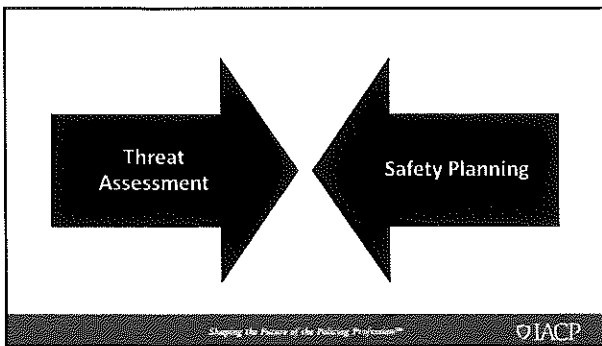 Threat
Assessment
Safety Planning
Shaping the Future of the Policing Profession™
IACP